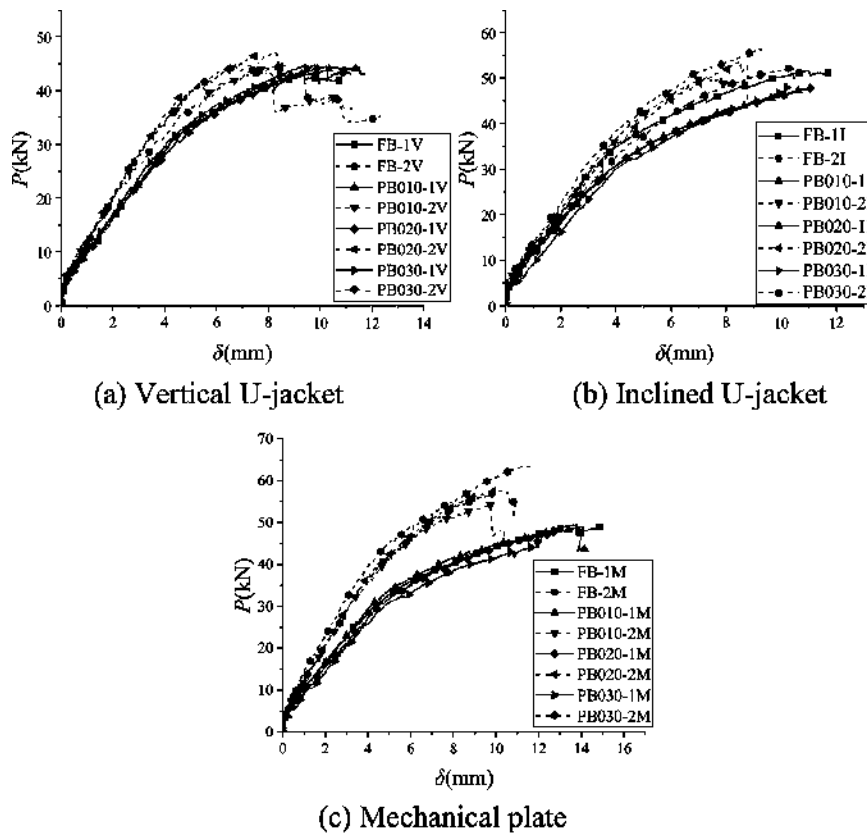 50
40
30
20
10
0
P(kN)
0 2 4 6 8 10 12 14
δ(mm)
FB-1V
FB-2V
PB010-1V
PB010-2V
PB020-1V
PB020-2V
PB030-1V
PB030-2V
(a) Vertical U-jacket
60
50
40
30
20
10
0
P(kN)
0 2 4 6 8 10 12
δ(mm)
FB-1I
FB-2I
PB010-1
PB010-2
PB020-1
PB020-2
PB030-1
PB030-2
(b) Inclined U-jacket
70
60
50
40
30
20
10
0
P(kN)
0 2 4 6 8 10 12 14 16
δ(mm)
FB-1M
FB-2M
PB010-1M
PB010-2M
PB020-1M
PB020-2M
PB030-1M
PB030-2M
(c) Mechanical plate